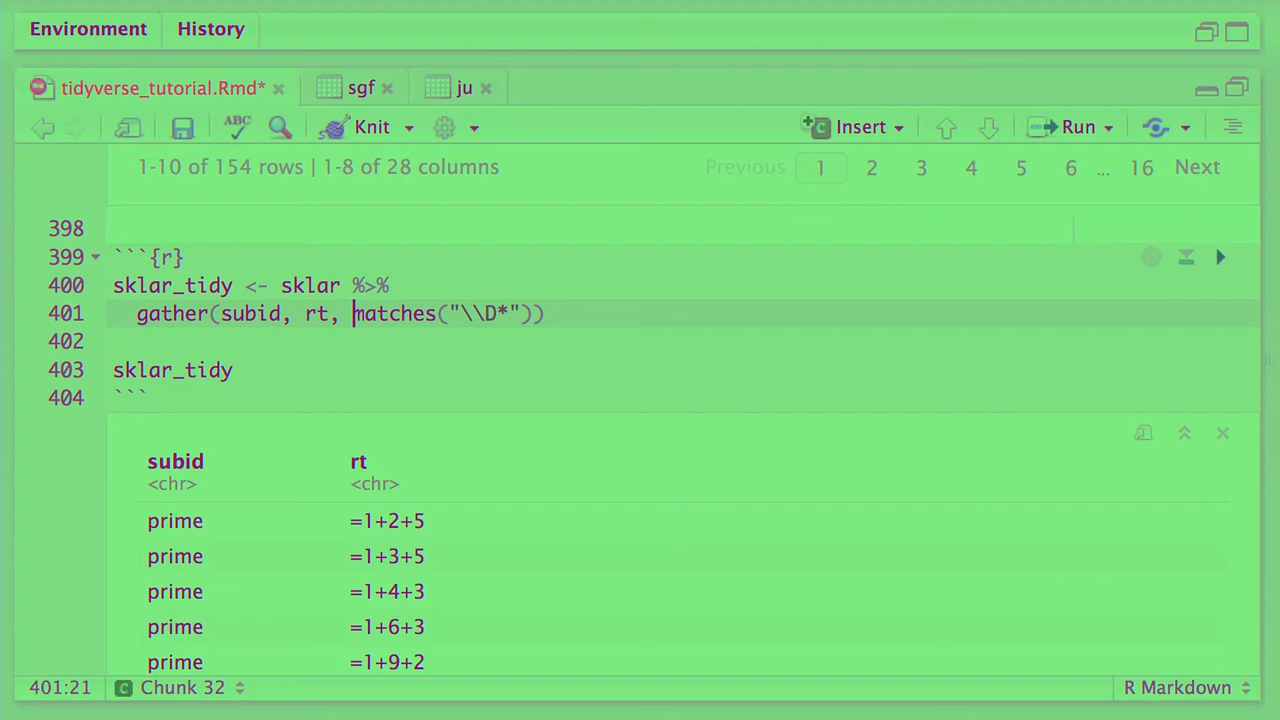 Environment History
tidyverse_tutorial.Rmd* sgf ju
ABC Knit Insert Run
1-10 of 154 rows | 1-8 of 28 columns Previous 1 2 3 4 5 6 ... 16 Next
398
399 ```{r}
400 sklar_tidy <- sklar %>%
401 gather(subid, rt, matches("\\D*"))
402
403 sklar_tidy
404 ```
subid rt
<chr> <chr>
prime =1+2+5
prime =1+3+5
prime =1+4+3
prime =1+6+3
prime =1+9+2
401:21 C Chunk 32 R Markdown